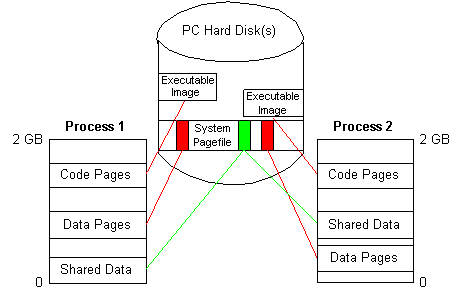 PC Hard Disk(s)
Executable
Image
Executable
Image
System
Pagefile
Process 1
2 GB
Code Pages
Data Pages
Shared Data
0
Process 2
2 GB
Code Pages
Shared Data
Data Pages
0